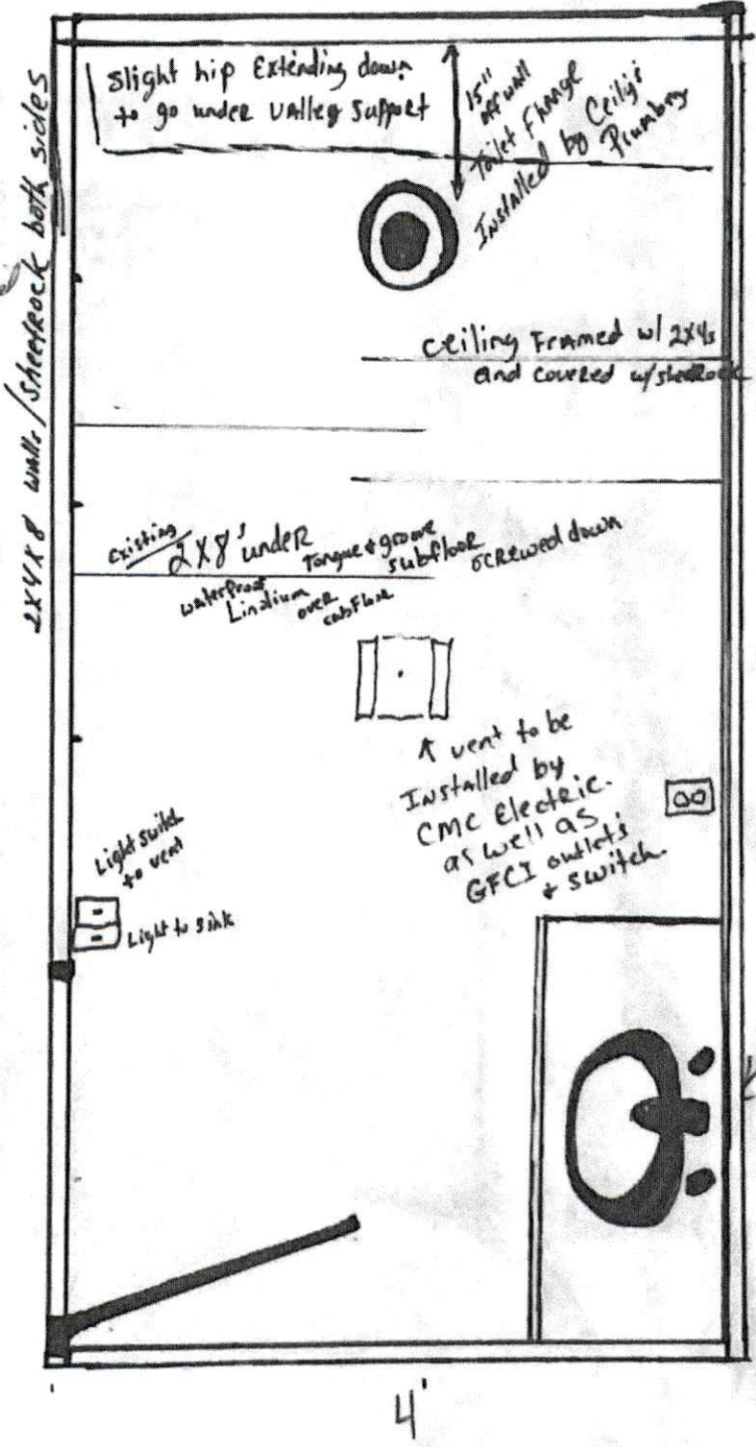 Slight hip Extending down
to go under valley support
15"
off wall
Toilet Flange
Installed by Ceily's
Plumbing
2x4x8 walls/sheetrock both sides
ceiling Framed w/ 2x4s
and covered w/sheetrock
existing
2x8's under
Tongue & groove
subfloor
screwed down
waterproof
Linolium
over
subfloor
↑ vent to be
Installed by
CMC Electric.
as well as
GFCI outlets
& switch.
Light switch
to vent
Light to sink
4'